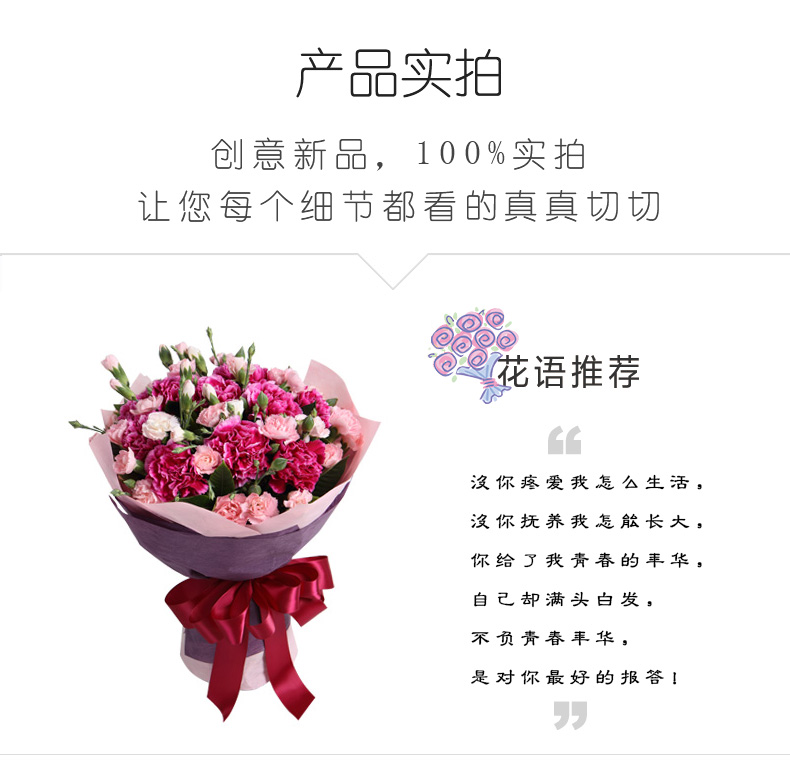 产品实拍
创意新品，100%实拍
让您每个细节都看的真真切切
花语推荐
“
没你疼爱我怎么生活，
没你抚养我怎能长大，
你给了我青春的年华，
自己却满头白发，
不负青春年华，
是对你最好的报答！
”